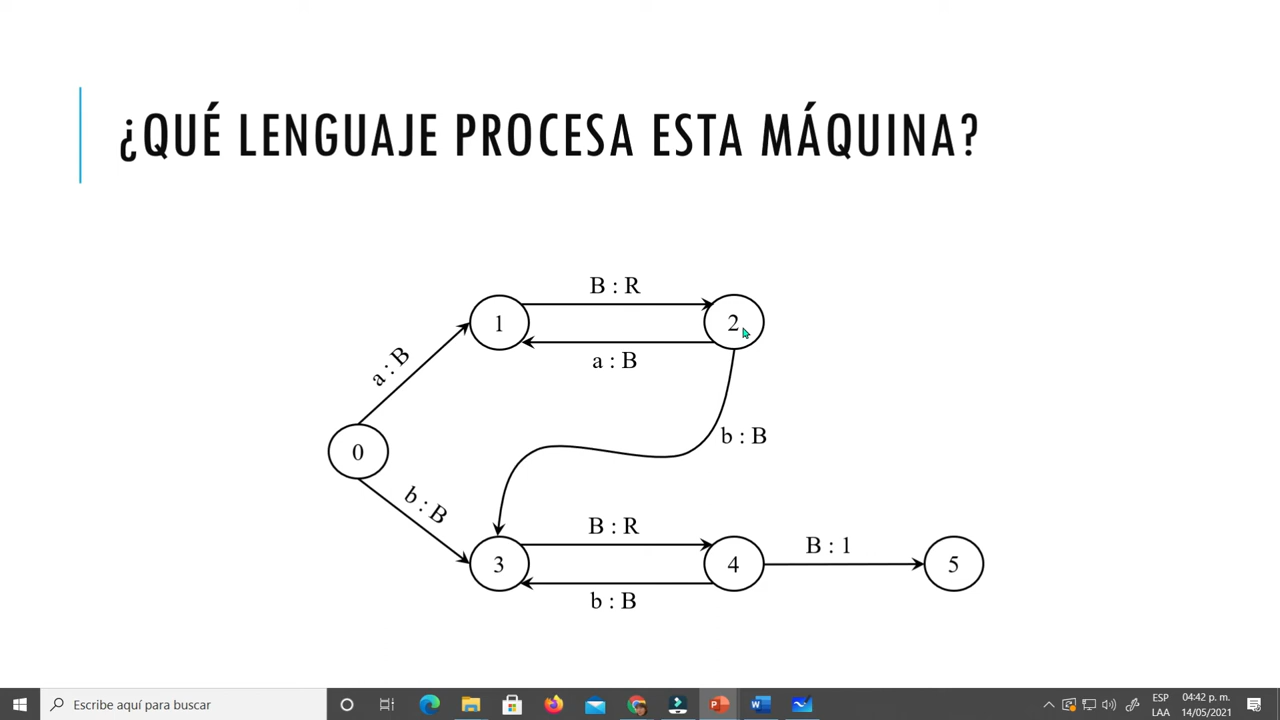 ¿QUÉ LENGUAJE PROCESA ESTA MÁQUINA?
B : R
1
2
a : B
a : B
b : B
0
b : B
B : R
3
4
B : 1
5
b : B
Escribe aquí para buscar
ESP
LAA
04:42 p. m.
14/05/2021